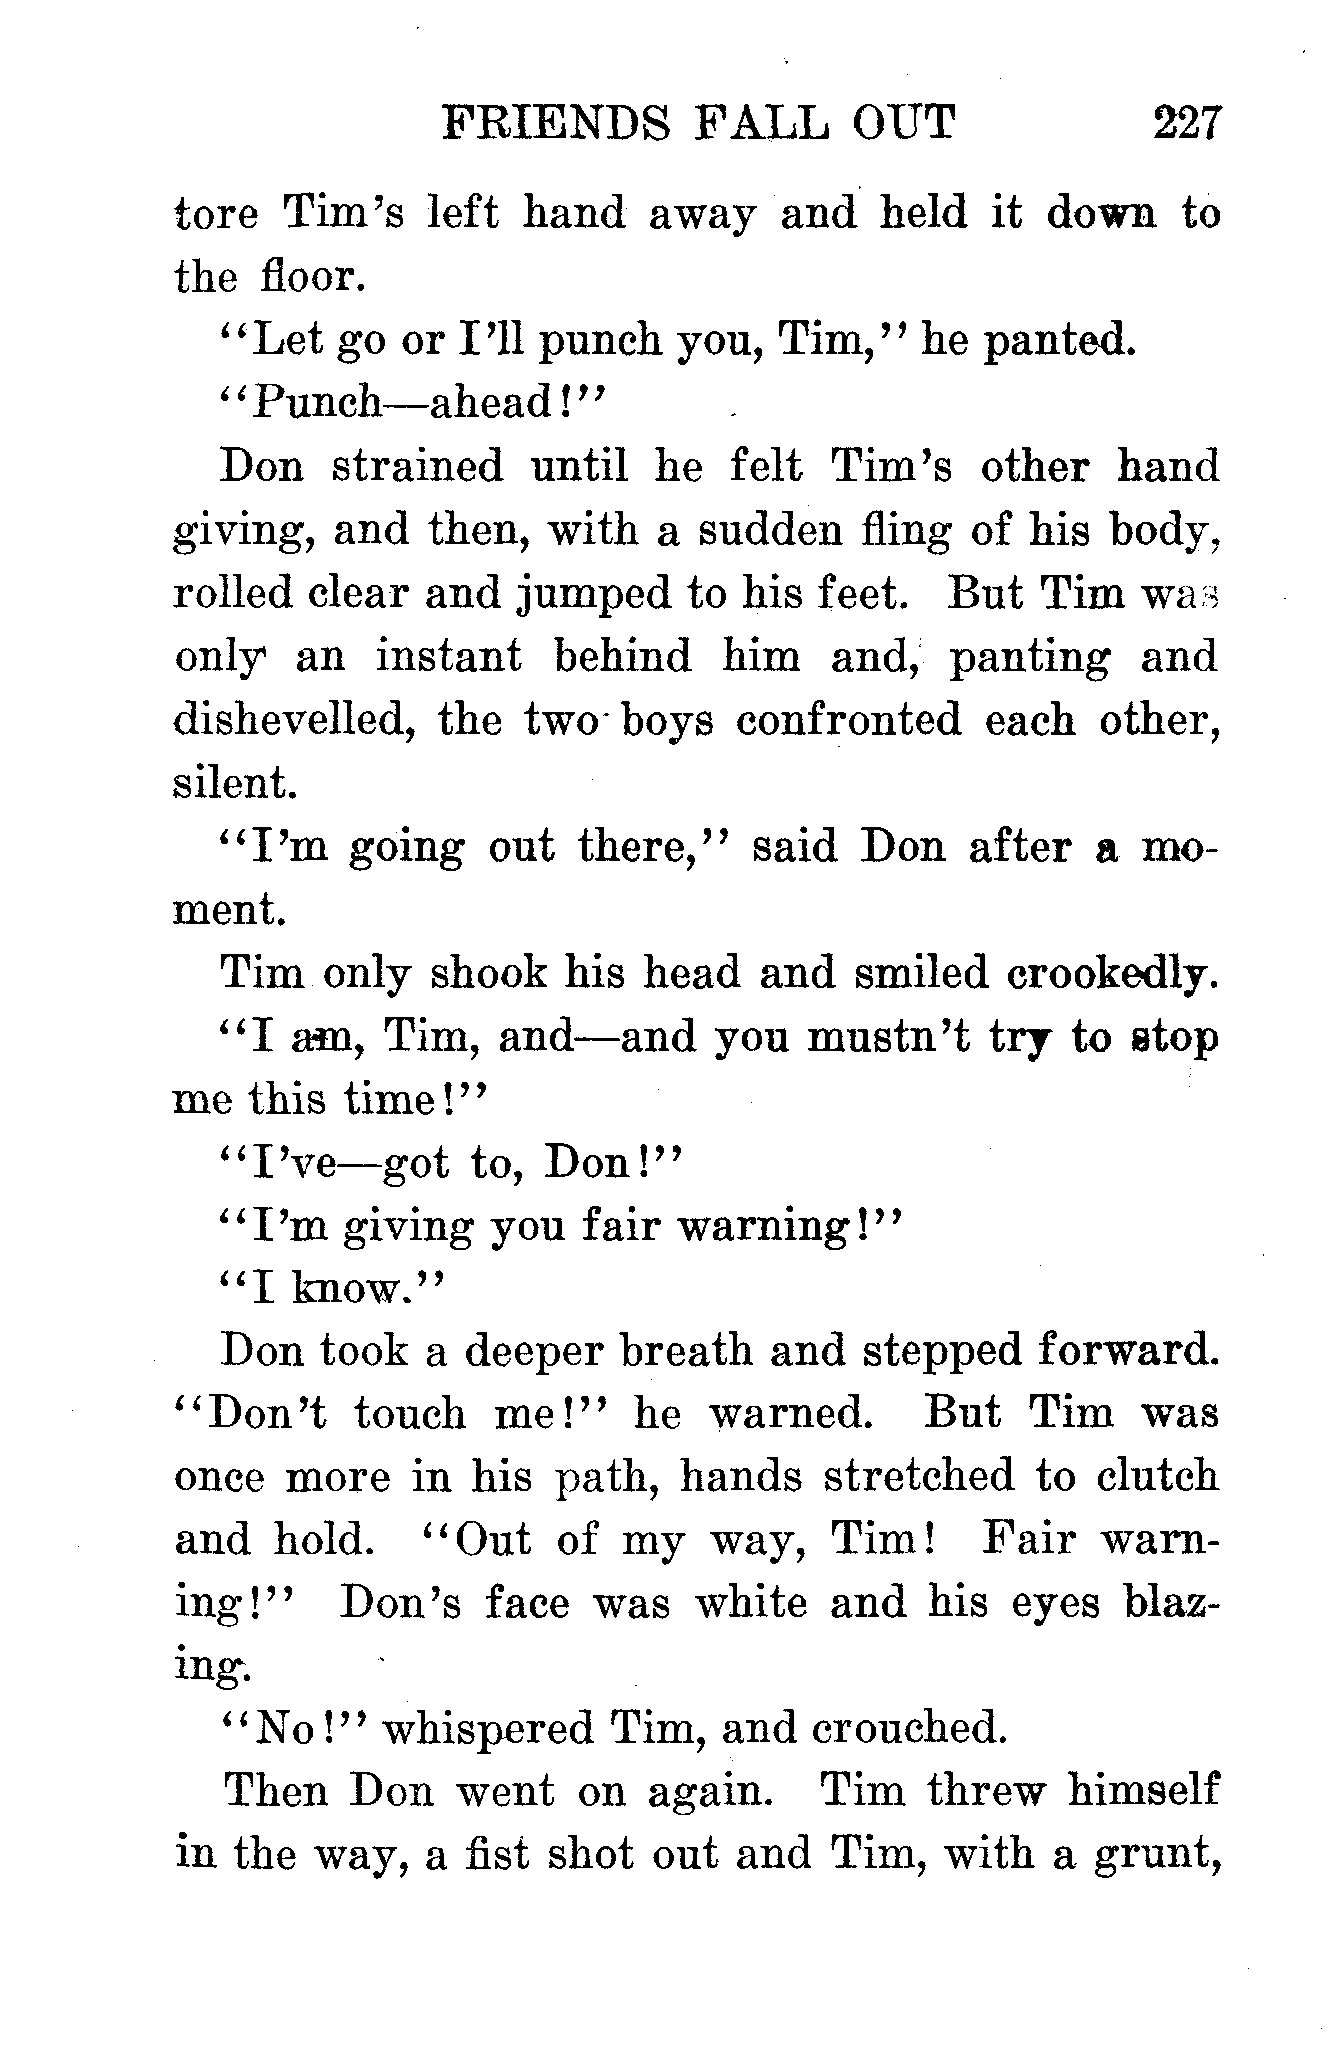 FRIENDS FALL OUT 227
tore Tim's left hand away and held it down to
the floor.
"Let go or I'll punch you, Tim," he panted.
"Punch—ahead!"
Don strained until he felt Tim's other hand
giving, and then, with a sudden fling of his body,
rolled clear and jumped to his feet. But Tim was
only an instant behind him and, panting and
dishevelled, the two boys confronted each other,
silent.
"I'm going out there," said Don after a mo-
ment.
Tim only shook his head and smiled crookedly.
"I am, Tim, and—and you mustn't try to stop
me this time!"
"I've—got to, Don!"
"I'm giving you fair warning!"
"I know."
Don took a deeper breath and stepped forward.
"Don't touch me!" he warned. But Tim was
once more in his path, hands stretched to clutch
and hold. "Out of my way, Tim! Fair warn-
ing!" Don's face was white and his eyes blaz-
ing.
"No!" whispered Tim, and crouched.
Then Don went on again. Tim threw himself
in the way, a fist shot out and Tim, with a grunt,